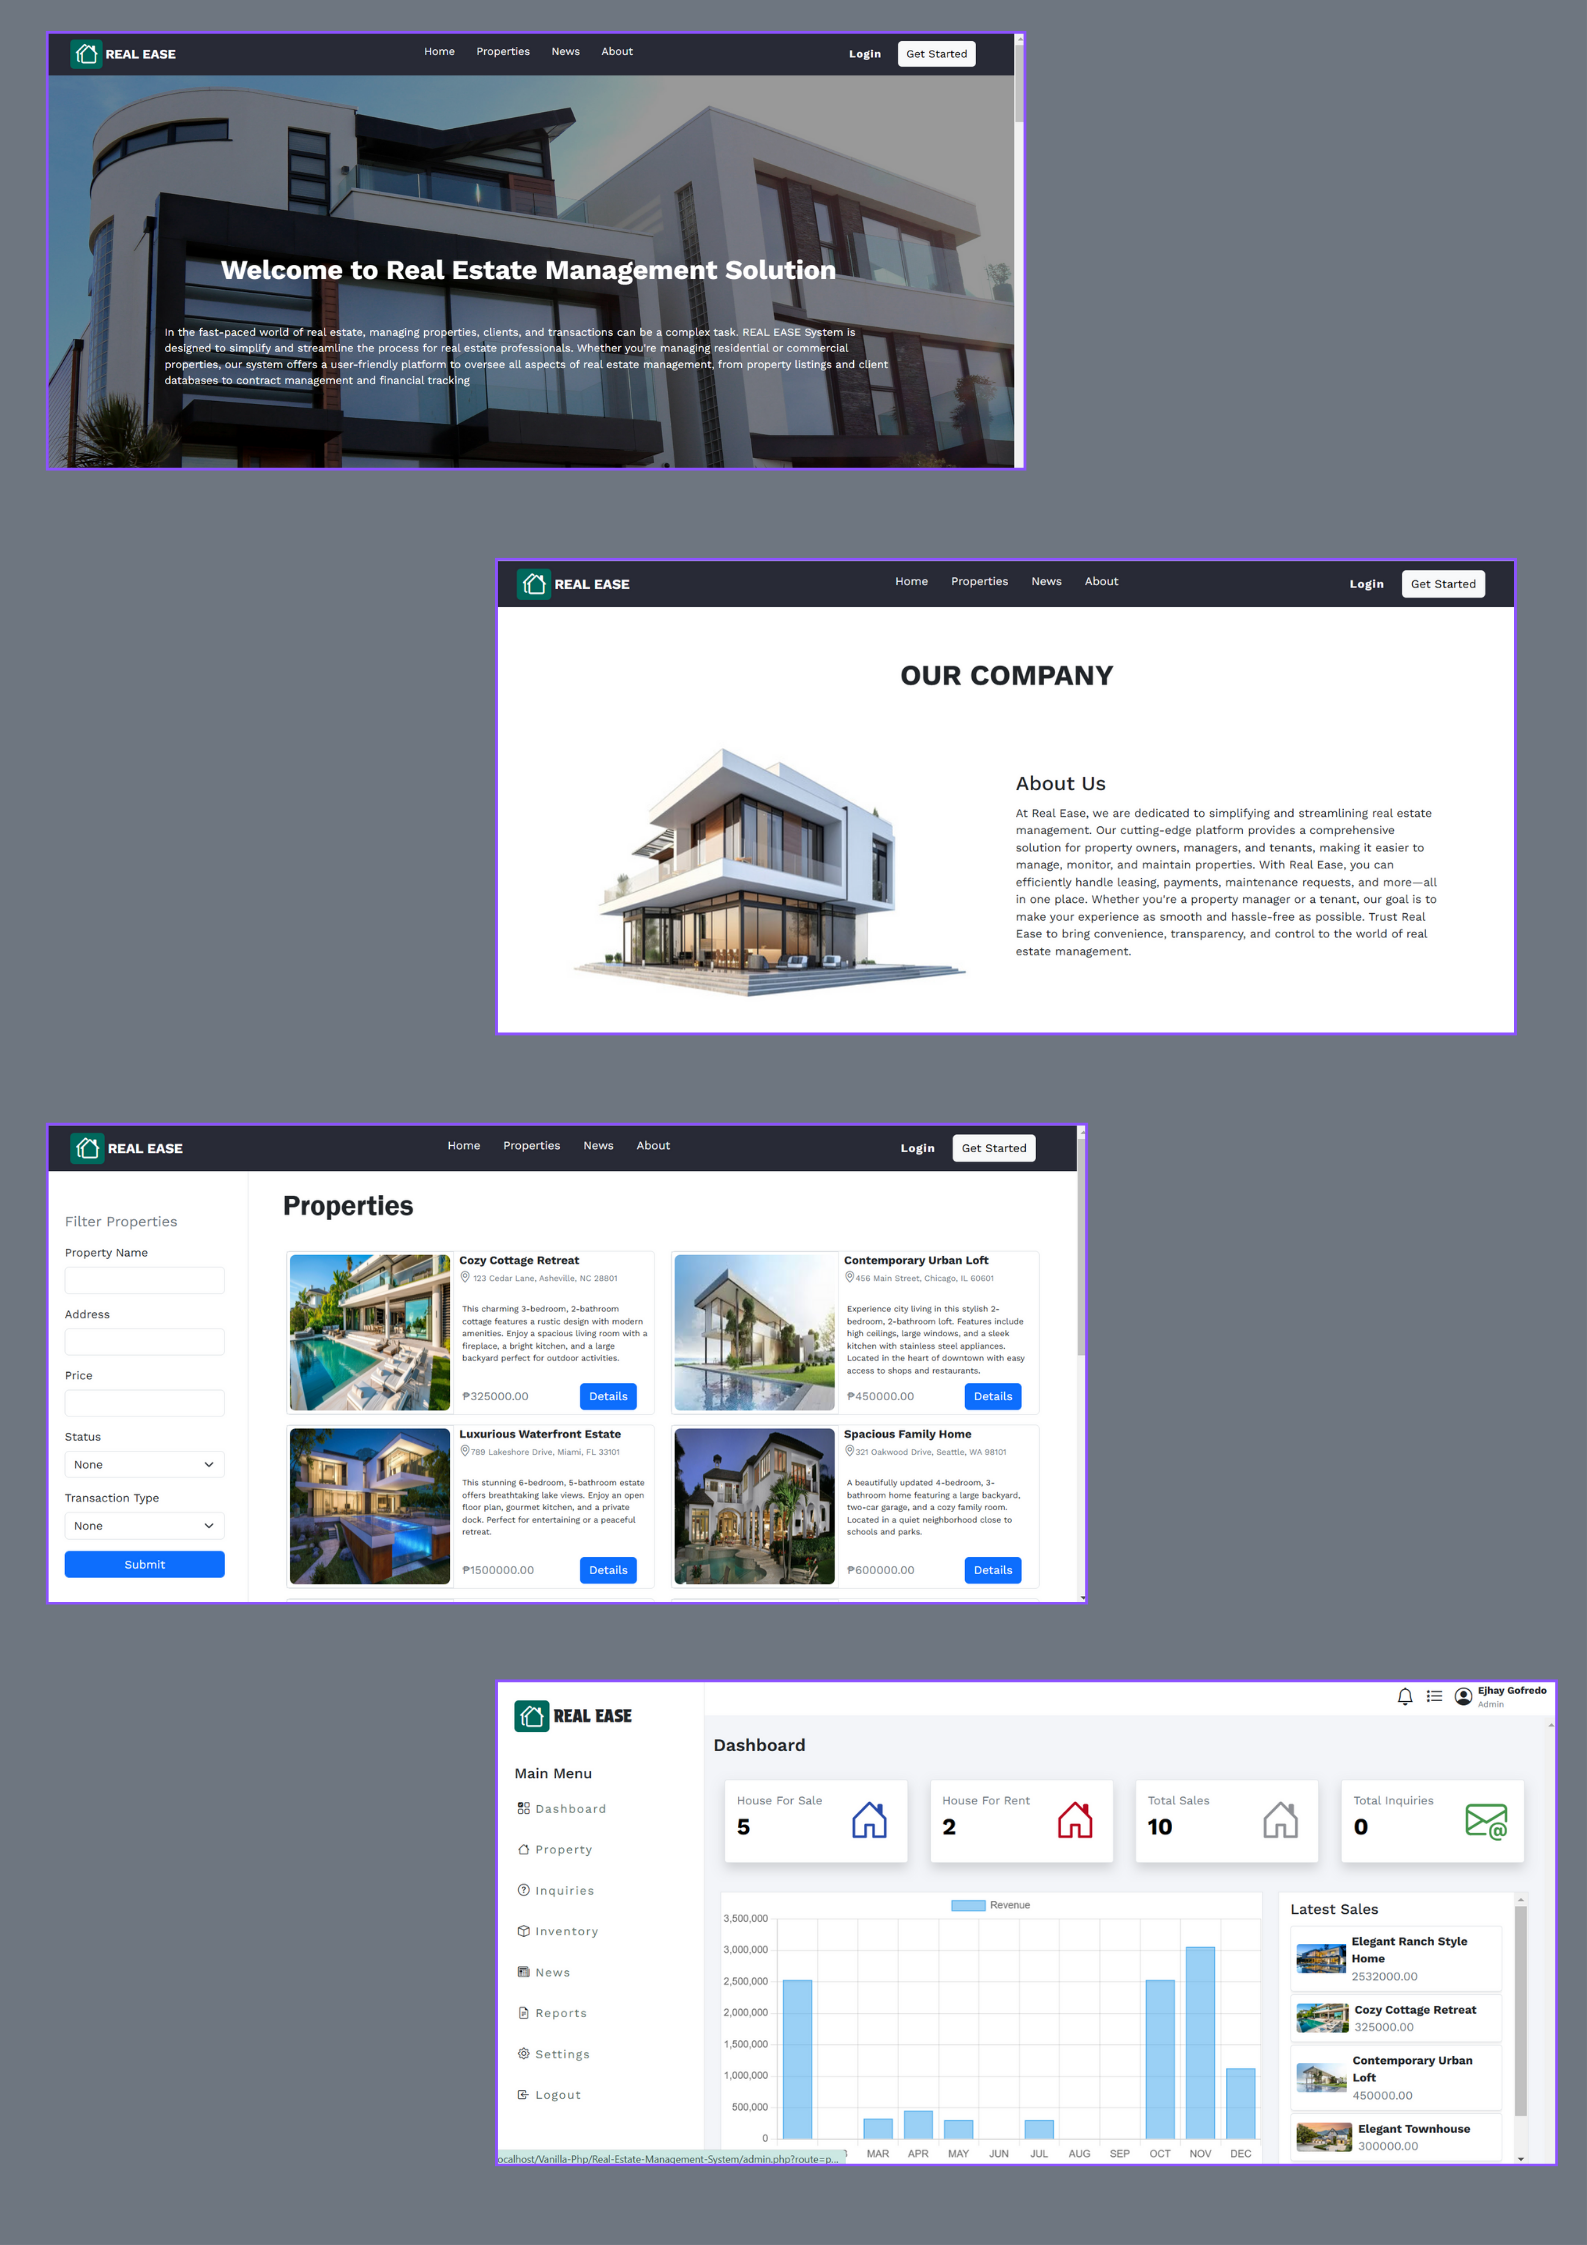 REAL EASE
Home Properties News About
Login Get Started
Welcome to Real Estate Management Solution
In the fast-paced world of real estate, managing properties, clients, and transactions can be a complex task. REAL EASE System is
designed to simplify and streamline the process for real estate professionals. Whether you're managing residential or commercial
properties, our system offers a user-friendly platform to oversee all aspects of real estate management, from property listings and client
databases to contract management and financial tracking
REAL EASE
Home Properties News About
Login Get Started
OUR COMPANY
About Us
At Real Ease, we are dedicated to simplifying and streamlining real estate
management. Our cutting-edge platform provides a comprehensive
solution for property owners, managers, and tenants, making it easier to
manage, monitor, and maintain properties. With Real Ease, you can
efficiently handle leasing, payments, maintenance requests, and more—all
in one place. Whether you're a property manager or a tenant, our goal is to
make your experience as smooth and hassle-free as possible. Trust Real
Ease to bring convenience, transparency, and control to the world of real
estate management.
REAL EASE
Home Properties News About
Login Get Started
Filter Properties
Property Name
Address
Price
Status
None
Transaction Type
None
Submit
Properties
Cozy Cottage Retreat
123 Cedar Lane, Asheville, NC 28801
This charming 3-bedroom, 2-bathroom
cottage features a rustic design with modern
amenities. Enjoy a spacious living room with a
fireplace, a bright kitchen, and a large
backyard perfect for outdoor activities.
₱325000.00
Details
Contemporary Urban Loft
456 Main Street, Chicago, IL 60601
Experience city living in this stylish 2-
bedroom, 2-bathroom loft. Features include
high ceilings, large windows, and a sleek
kitchen with stainless steel appliances.
Located in the heart of downtown with easy
access to shops and restaurants.
₱450000.00
Details
Luxurious Waterfront Estate
789 Lakeshore Drive, Miami, FL 33101
This stunning 6-bedroom, 5-bathroom estate
offers breathtaking lake views. Enjoy an open
floor plan, gourmet kitchen, and a private
dock. Perfect for entertaining or a peaceful
retreat.
₱1500000.00
Details
Spacious Family Home
321 Oakwood Drive, Seattle, WA 98101
A beautifully updated 4-bedroom, 3-
bathroom home featuring a large backyard,
two-car garage, and a cozy family room.
Located in a quiet neighborhood close to
schools and parks.
₱600000.00
Details
REAL EASE
Main Menu
Dashboard
Property
Inquiries
Inventory
News
Reports
Settings
Logout
Ejhay Gofredo
Admin
Dashboard
House For Sale
5
House For Rent
2
Total Sales
10
Total Inquiries
0
Revenue
3,500,000
3,000,000
2,500,000
2,000,000
1,500,000
1,000,000
500,000
0
MAR APR MAY JUN JUL AUG SEP OCT NOV DEC
Latest Sales
Elegant Ranch Style
Home
2532000.00
Cozy Cottage Retreat
325000.00
Contemporary Urban
Loft
450000.00
Elegant Townhouse
300000.00
ocalhost/Vanilla-Php/Real-Estate-Management-System/admin.php?route=p...